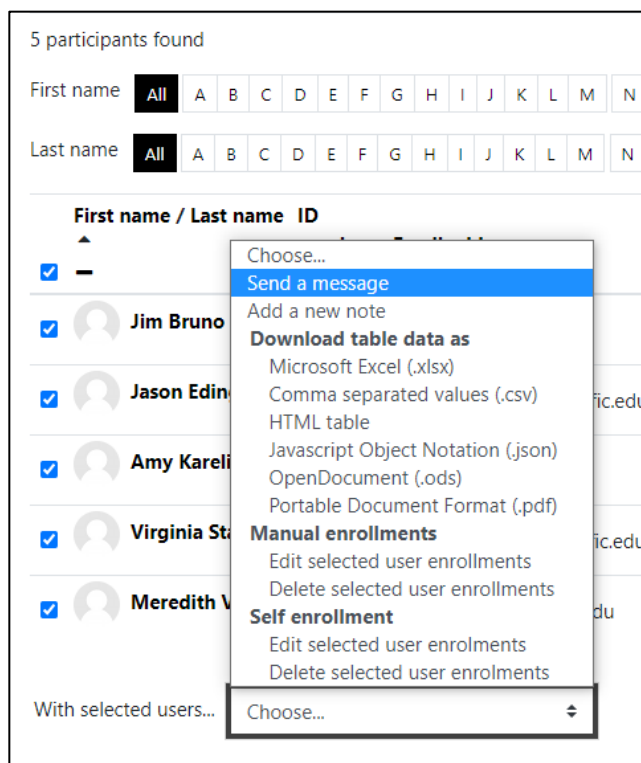 5 participants found
First name All A B C D E F G H I J K L M N
Last name All A B C D E F G H I J K L M N
First name / Last name ID
Choose...
Send a message
Add a new note
Jim Bruno
Download table data as
Microsoft Excel (.xlsx)
Jason
Comma separated values (.csv)
fic.edu
HTML table
Javascript Object Notation (.json)
Amy
OpenDocument (.ods)
Portable Document Format (.pdf)
Virginia
Manual enrollments
fic.edu
Edit selected user enrollments
Delete selected user enrollments
Meredith
Self enrollment
Edit selected user enrolments
Delete selected user enrolments
With selected users... Choose...